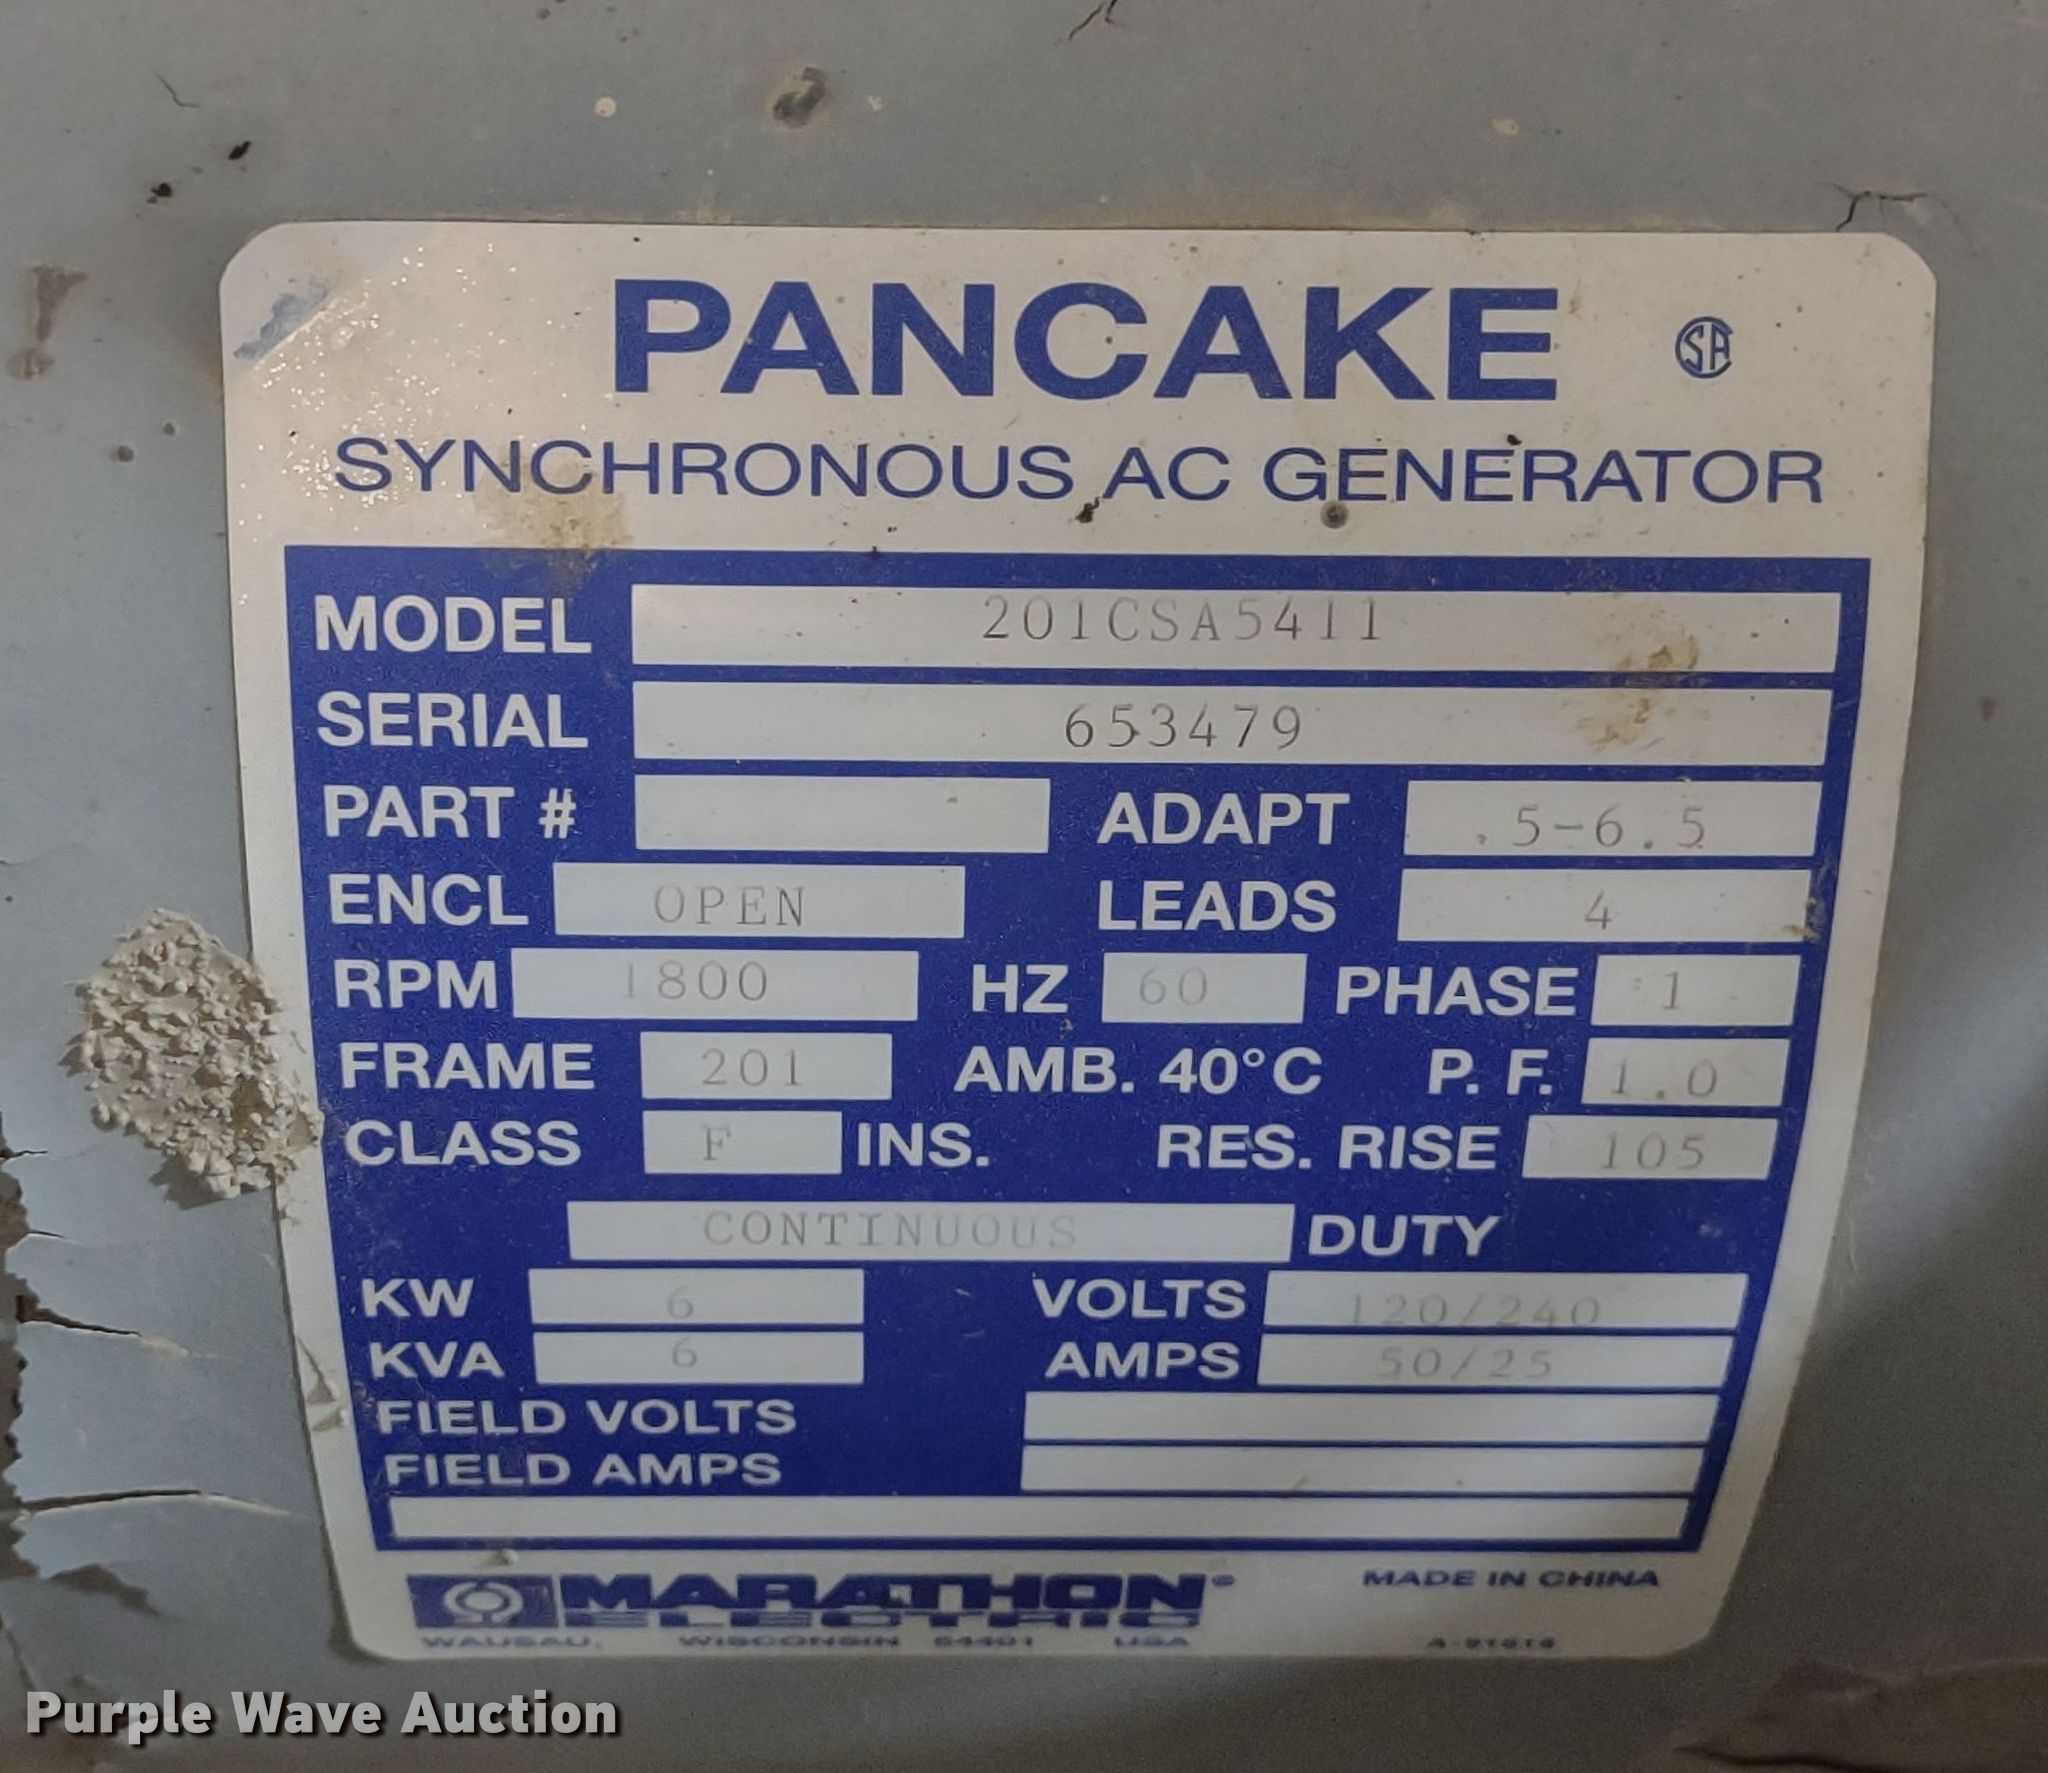 PANCAKE
SYNCHRONOUS AC GENERATOR
MODEL 201CSA5411
SERIAL 653479
PART # ADAPT .5-6.5
ENCL OPEN LEADS 4
RPM 1800 HZ 60 PHASE 1
FRAME 201 AMB. 40°C P. F. 1.0
CLASS F INS. RES. RISE 105
CONTINUOUS DUTY
KW 6 VOLTS 120/240
KVA 6 AMPS 50/25
FIELD VOLTS
FIELD AMPS
MARATHON® MADE IN CHINA
ELECTRIC
WAUSAU, WISCONSIN 54401 USA
Purple Wave Auction